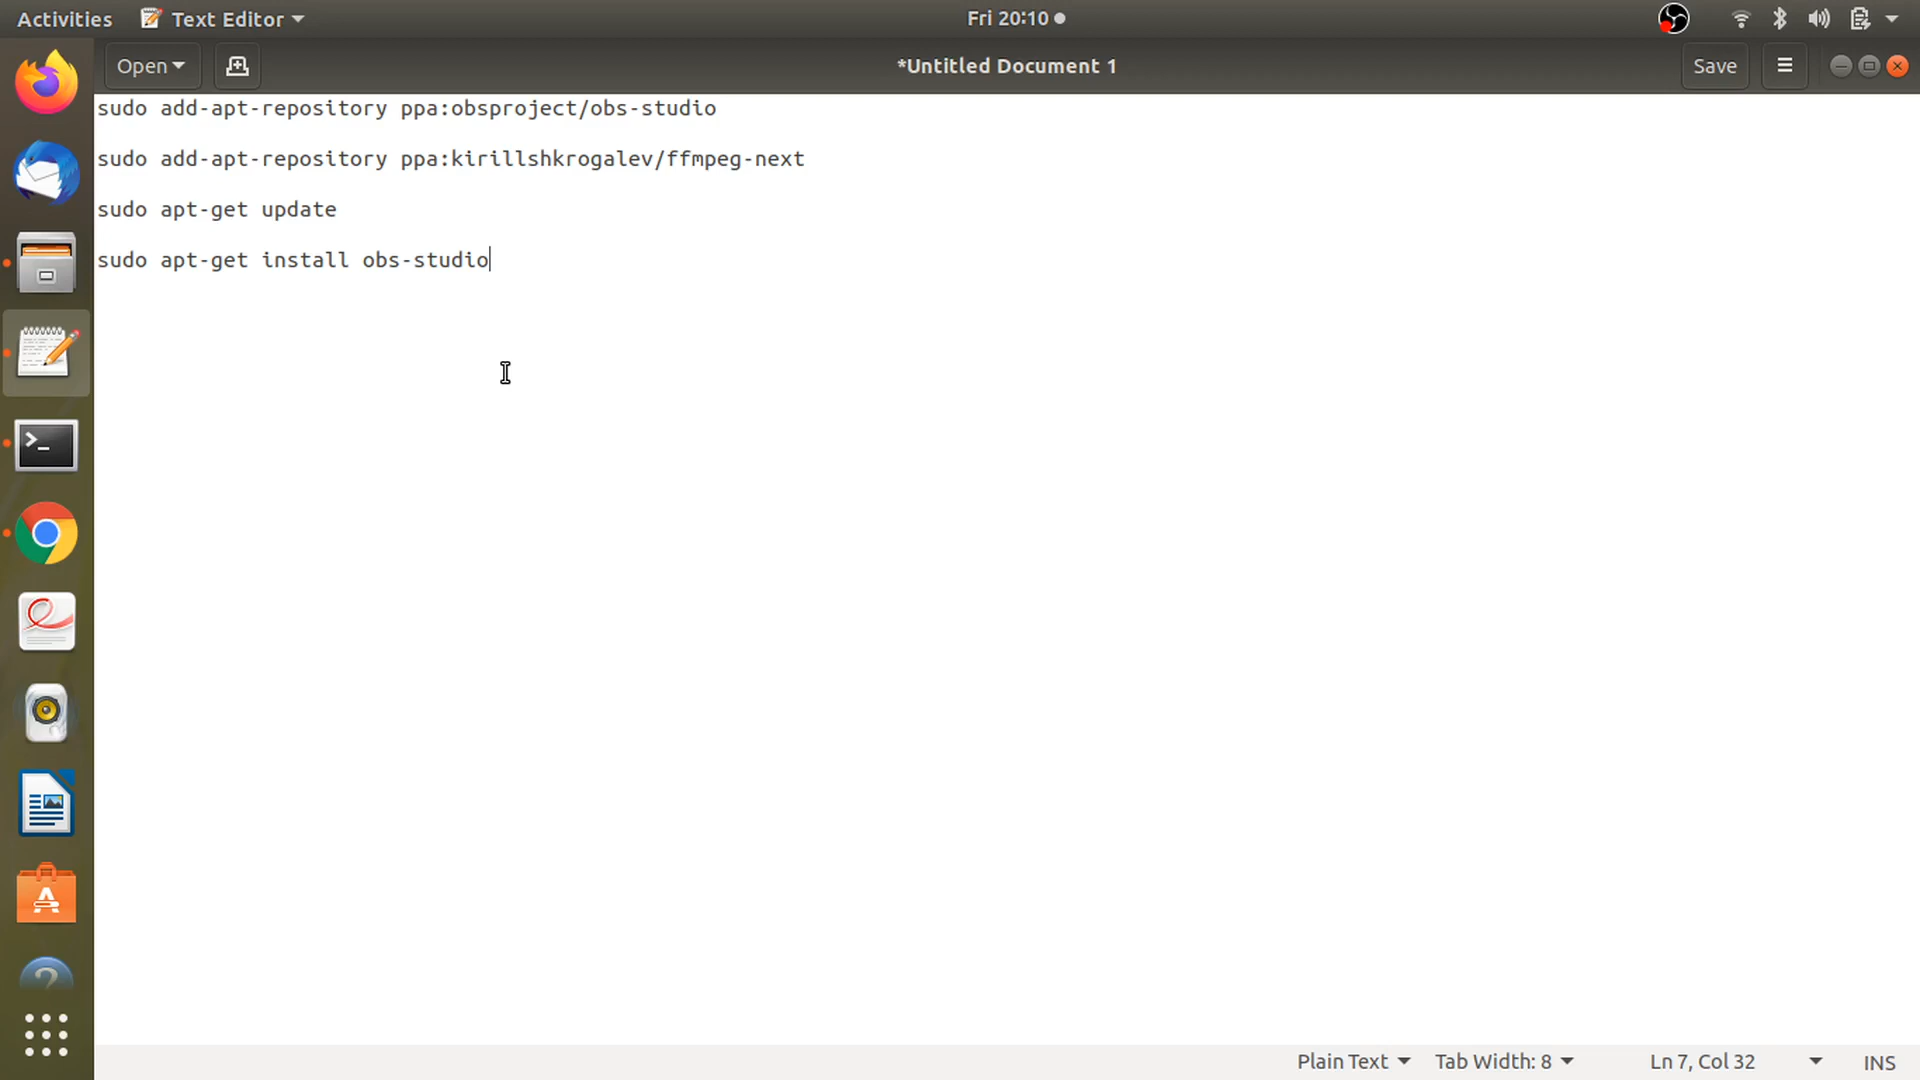 Activities Text Editor Fri 20:10
Open *Untitled Document 1 Save
sudo add-apt-repository ppa:obsproject/obs-studio
sudo add-apt-repository ppa:kirillshkrogalev/ffmpeg-next
sudo apt-get update
sudo apt-get install obs-studio
Plain Text Tab Width: 8 Ln 7, Col 32 INS